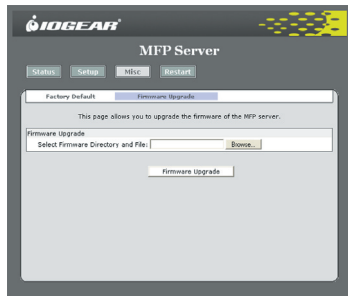 IOGEAR®
MFP Server
Status Setup Misc Restart
Factory Default Firmware Upgrade
This page allows you to upgrade the firmware of the MFP server.
Firmware Upgrade
Select Firmware Directory and File: Browse...
Firmware Upgrade